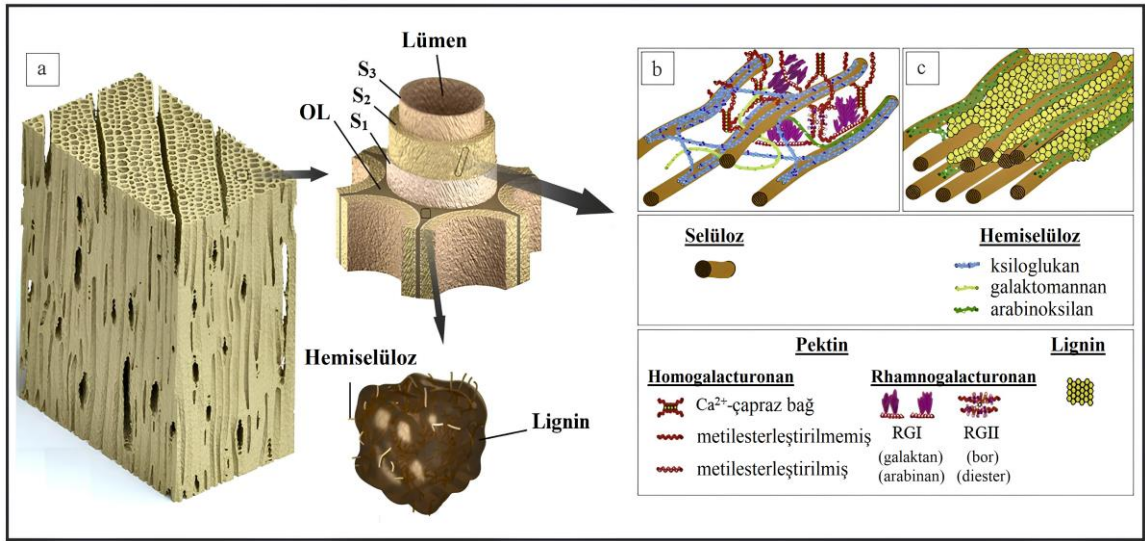 a
Lümen
S₃
S₂
OL
S₁
Hemiselüloz
Lignin
b
c
Selüloz
Hemiselüloz
ksiloglukan
galaktomannan
arabinoksilan
Pektin
Lignin
Homogalacturonan
Rhamnogalacturonan
Ca²⁺-çapraz bağ
metilesterleştirilmemiş
metilesterleştirilmiş
RGI
RGII
(galaktan)
(bor)
(arabinan)
(diester)